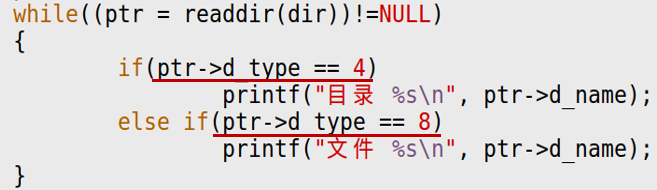 while((ptr = readdir(dir))!=NULL)
{
if(ptr->d_type == 4)
printf("目录 %s\n", ptr->d_name);
else if(ptr->d_type == 8)
printf("文件 %s\n", ptr->d_name);
}